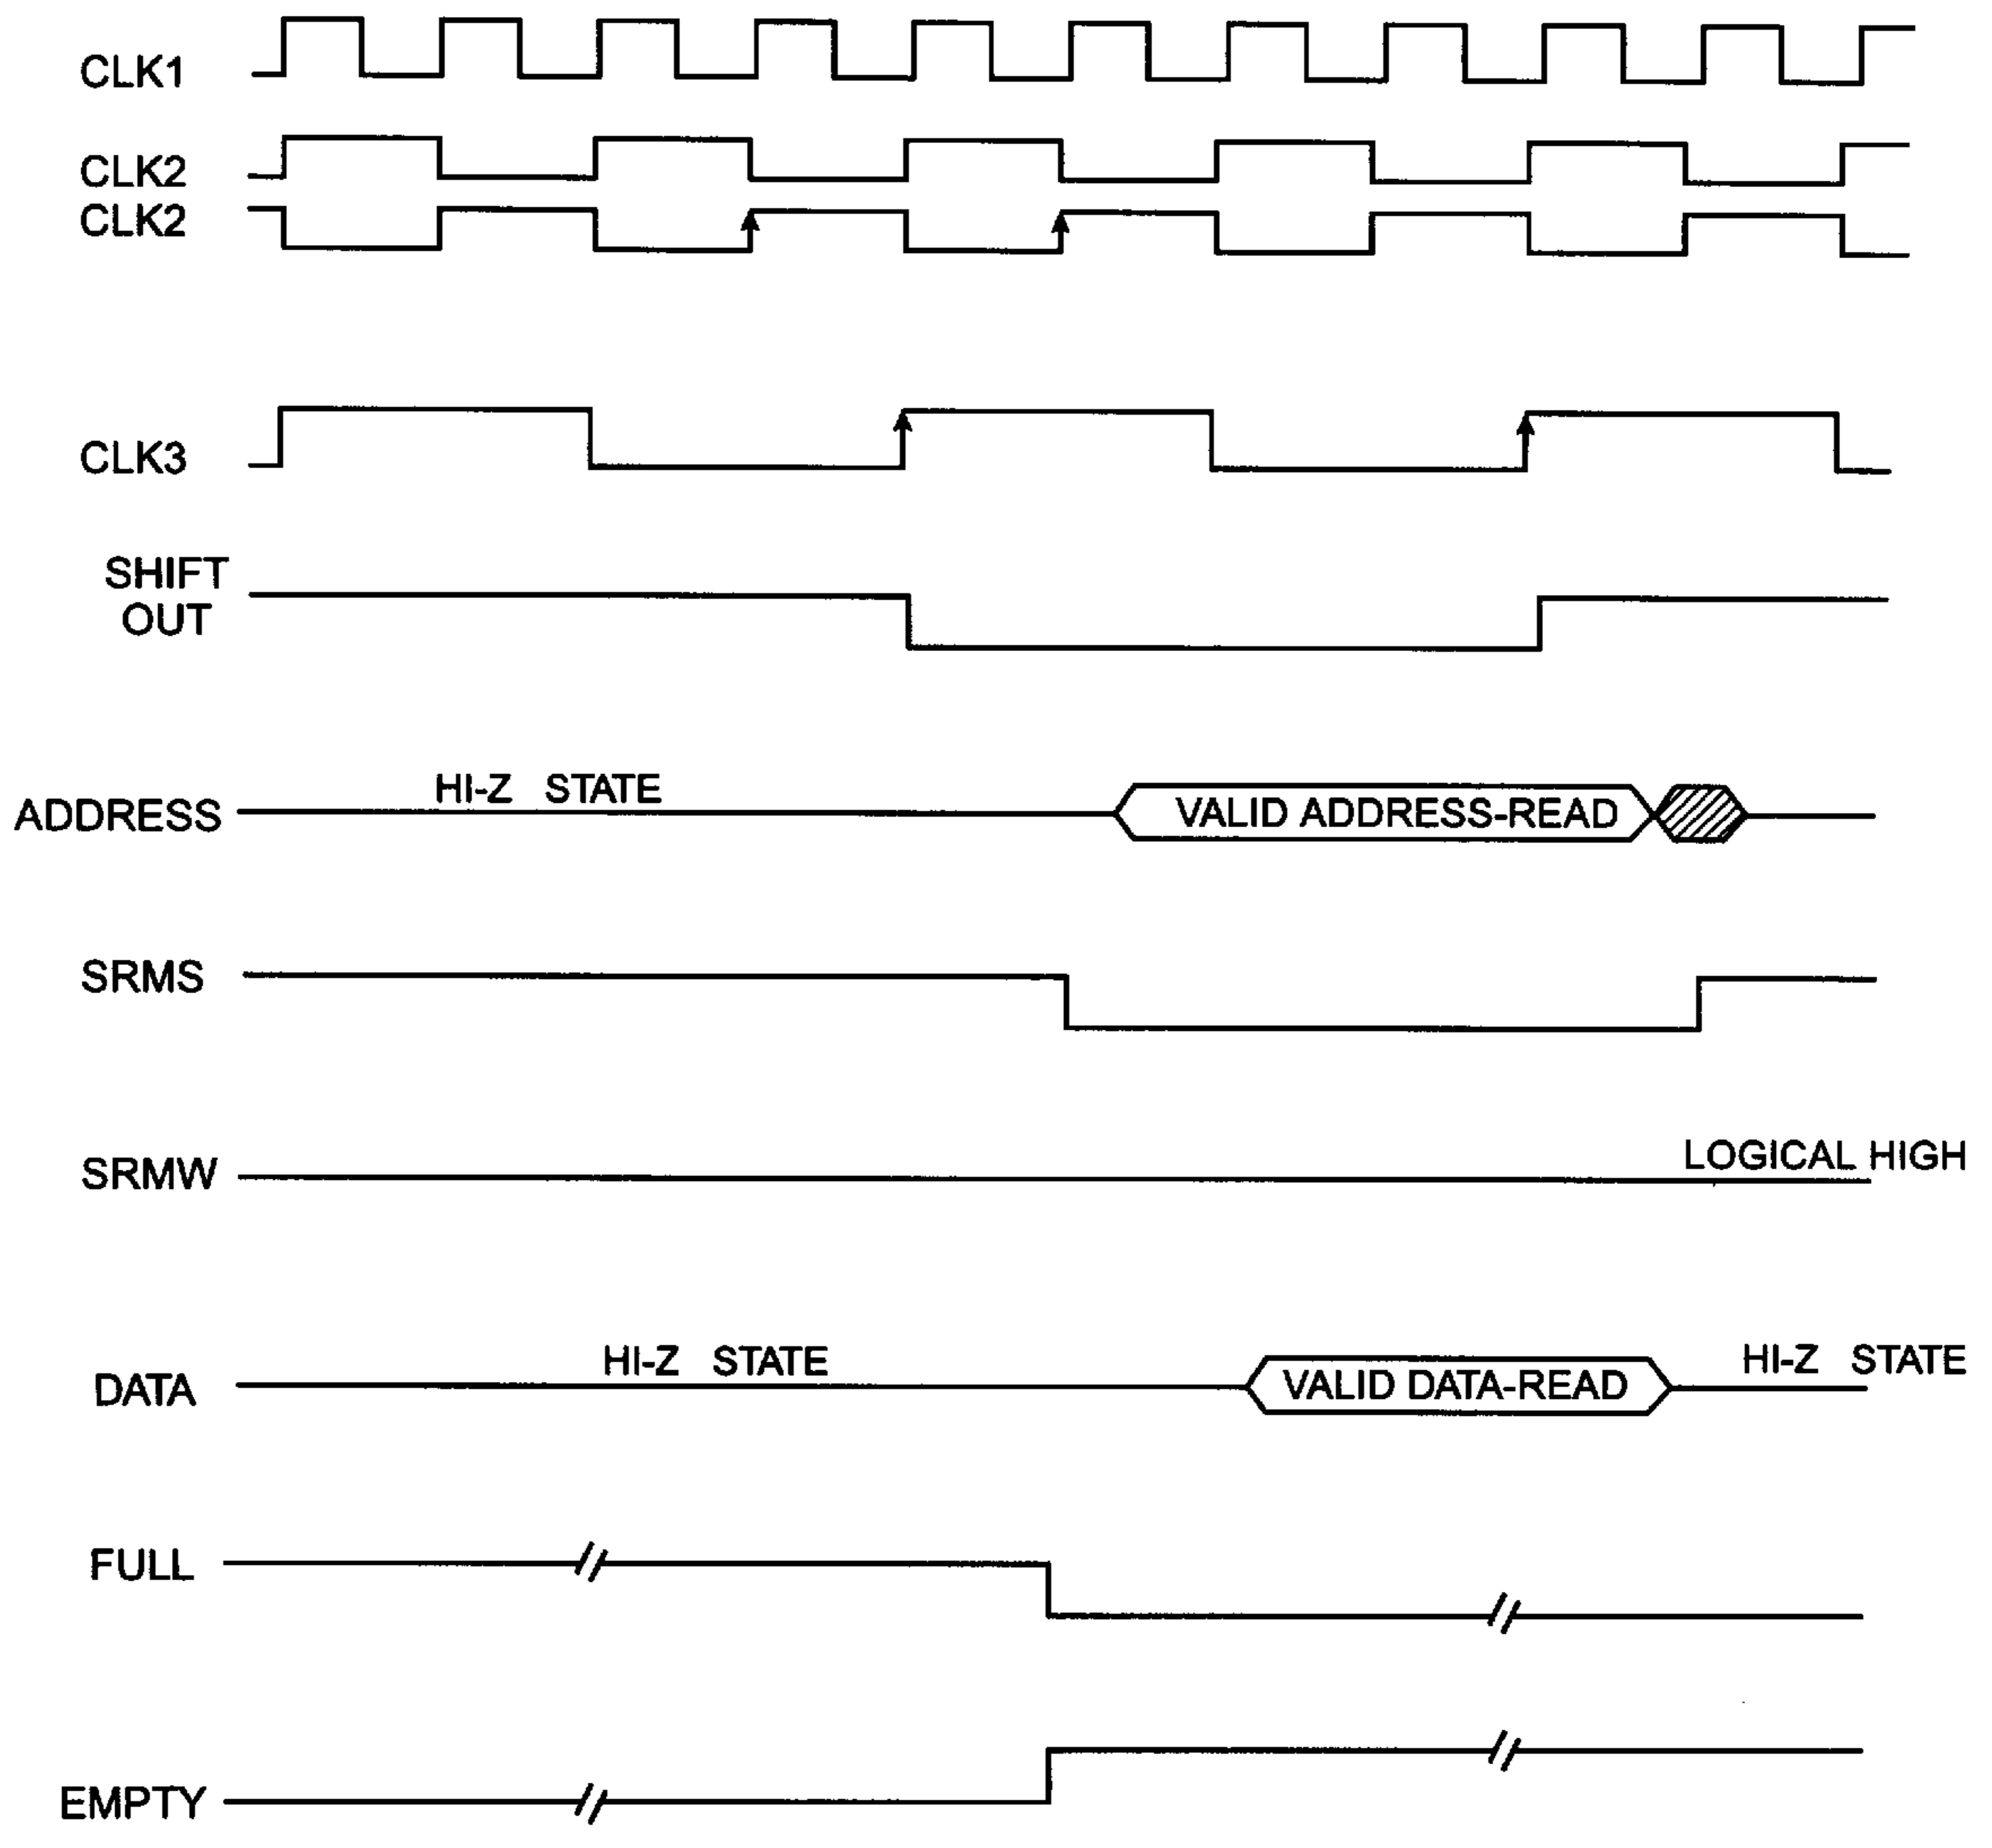 CLK1
CLK2
CLK2
CLK3
SHIFT
OUT
HI-Z STATE
ADDRESS
VALID ADDRESS-READ
SRMS
LOGICAL HIGH
SRMW
HI-Z STATE
HI-Z STATE
DATA
VALID DATA-READ
FULL
EMPTY